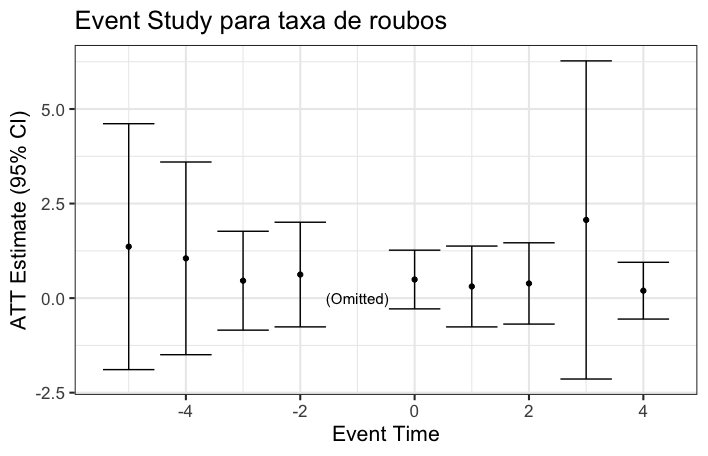 Event Study para taxa de roubos
ATT Estimate (95% CI)
5.0
2.5
0.0
-2.5
(Omitted)
-4
-2
0
2
4
Event Time